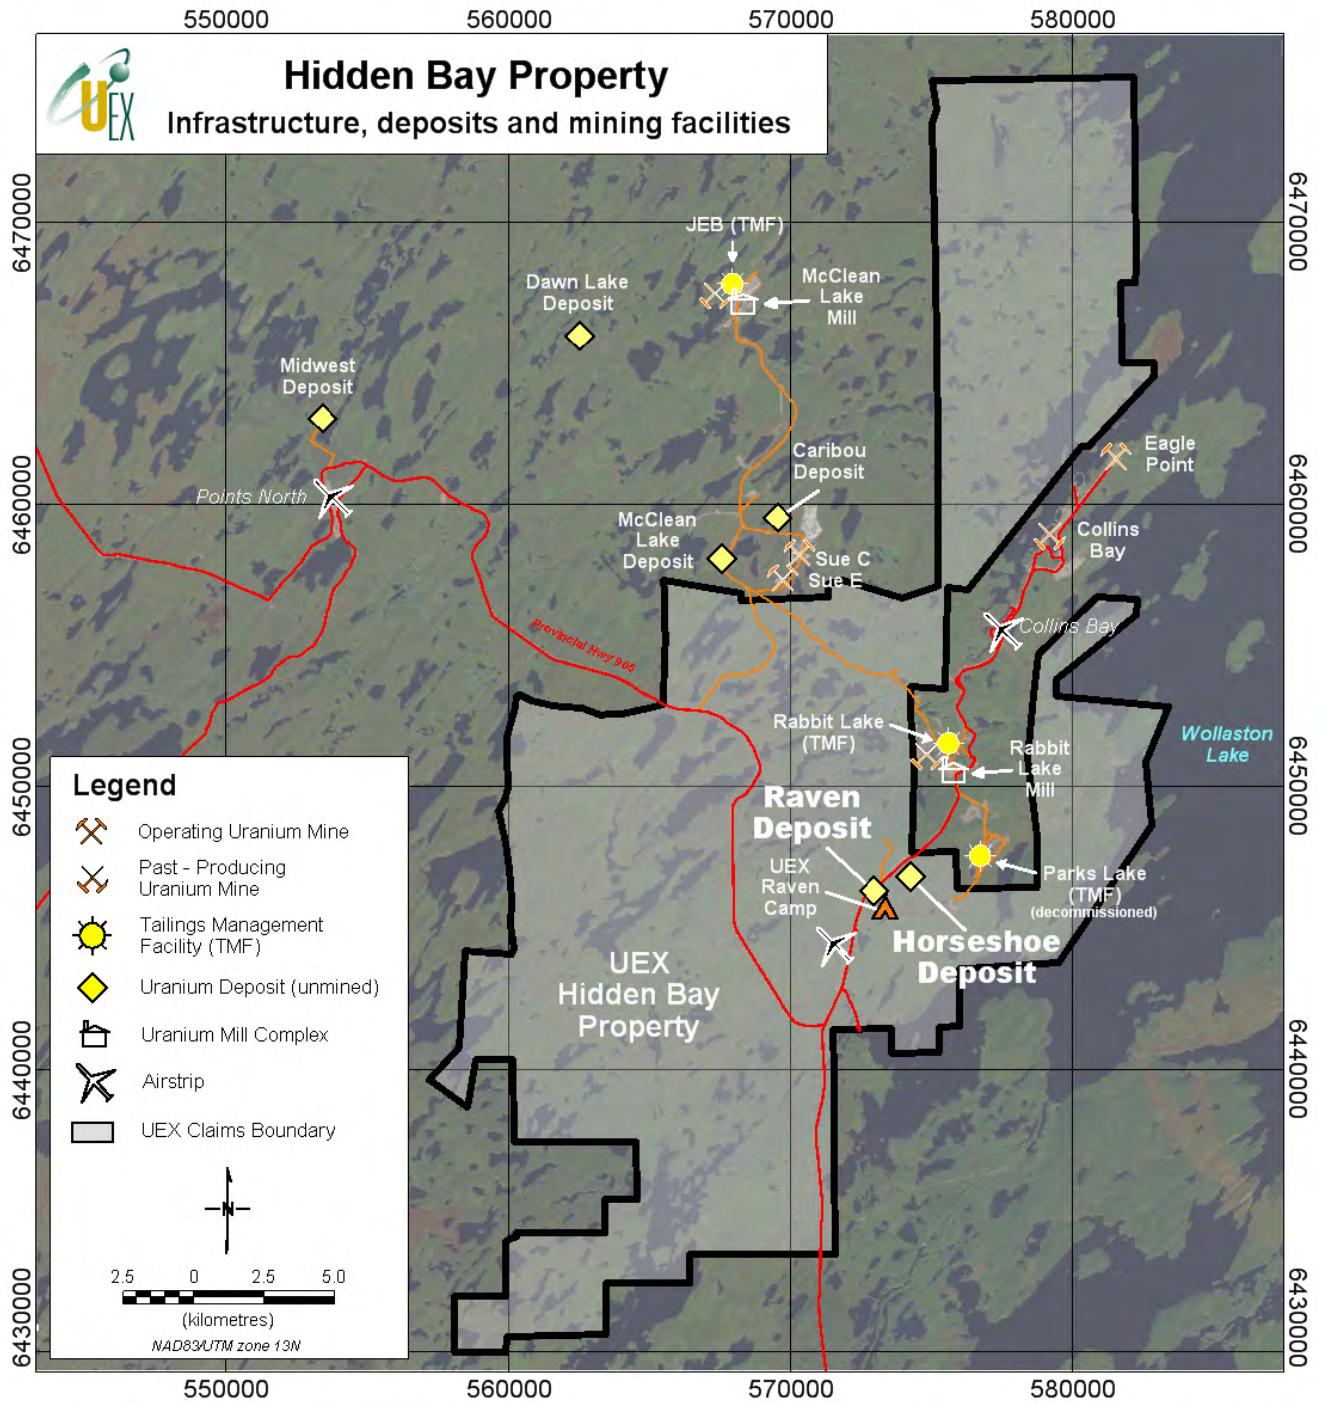 550000
560000
570000
580000
UEX
Hidden Bay Property
Infrastructure, deposits and mining facilities
6470000
6470000
JEB (TMF)
McClean
Lake
Mill
Dawn Lake
Deposit
Midwest
Deposit
Caribou
Deposit
Eagle
Point
Points North
6460000
6460000
McClean
Lake
Deposit
Collins
Bay
Sue C
Sue E
Collins Bay
Provincial Hwy 905
Rabbit Lake
(TMF)
Rabbit
Lake
Mill
Wollaston
Lake
6450000
6450000
Raven
Deposit
UEX
Raven
Camp
Parks Lake
(TMF)
(decommissioned)
Horseshoe
Deposit
UEX
Hidden Bay
Property
6440000
6440000
6430000
6430000
Legend
Operating Uranium Mine
Past - Producing
Uranium Mine
Tailings Management
Facility (TMF)
Uranium Deposit (unmined)
Uranium Mill Complex
Airstrip
UEX Claims Boundary
N
2.5 0 2.5 5.0
(kilometres)
NAD83/UTM zone 13N
550000
560000
570000
580000